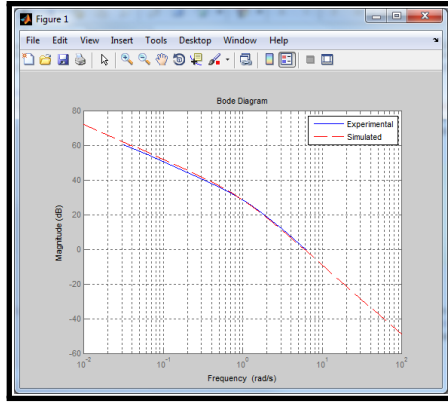 Figure 1
File Edit View Insert Tools Desktop Window Help
Bode Diagram
Experimental
Simulated
80
60
40
20
0
-20
-40
-60
Magnitude (dB)
10^-2 10^-1 10^0 10^1 10^2
Frequency (rad/s)